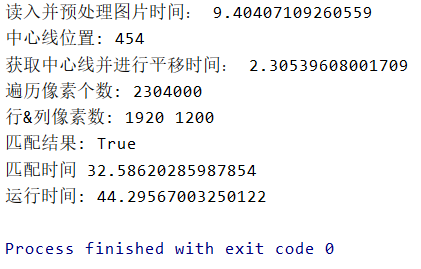 读入并预处理图片时间： 9.40407109260559
中心线位置: 454
获取中心线并进行平移时间： 2.30539608001709
遍历像素个数: 2304000
行&列像素数: 1920 1200
匹配结果: True
匹配时间 32.58620285987854
运行时间: 44.29567003250122
Process finished with exit code 0